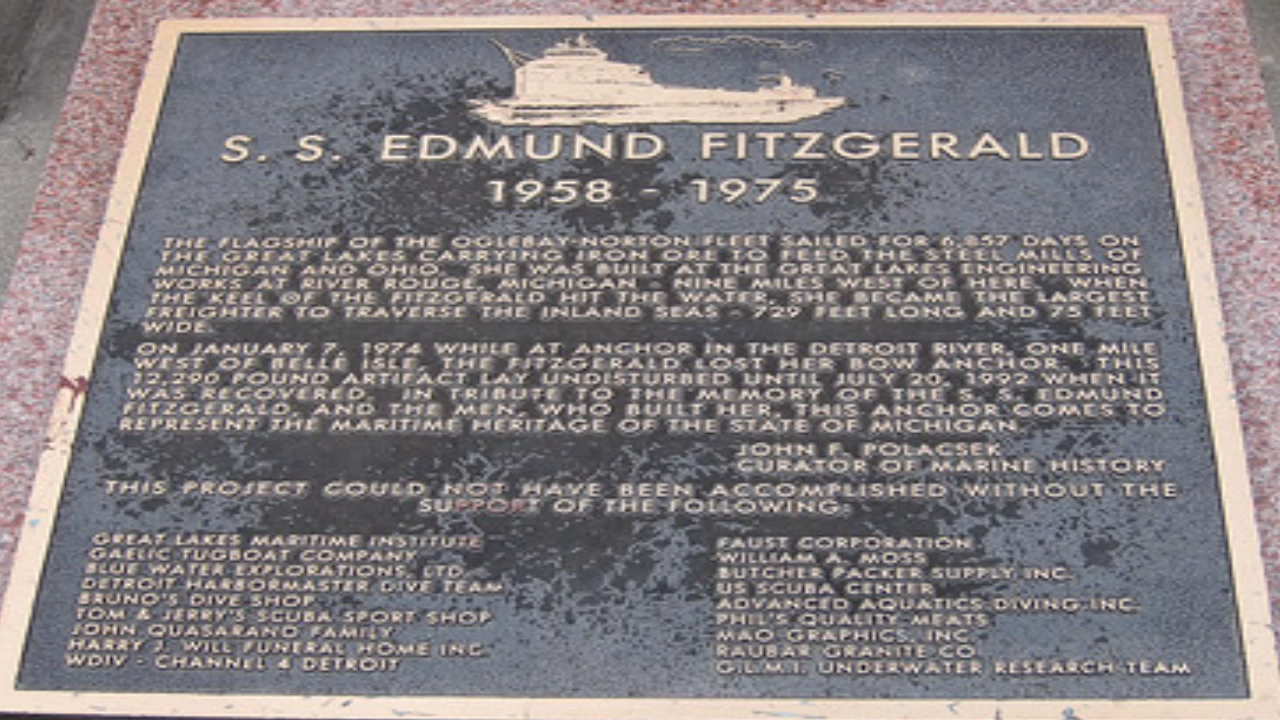 S. S. EDMUND FITZGERALD
1958 - 1975
THE FLAGSHIP OF THE OGLEBAY-NORTON FLEET SAILED FOR 6,857 DAYS ON
THE GREAT LAKES CARRYING IRON ORE TO FEED THE STEEL MILLS OF
MICHIGAN AND OHIO. SHE WAS BUILT AT THE GREAT LAKES ENGINEERING
WORKS AT RIVER ROUGE, MICHIGAN - NINE MILES WEST OF HERE. WHEN
THE KEEL OF THE FITZGERALD HIT THE WATER, SHE BECAME THE LARGEST
FREIGHTER TO TRAVERSE THE INLAND SEAS - 729 FEET LONG AND 75 FEET
WIDE.
ON JANUARY 7, 1974 WHILE AT ANCHOR IN THE DETROIT RIVER, ONE MILE
WEST OF BELLE ISLE, THE FITZGERALD LOST HER BOW ANCHOR. THIS
12,290 POUND ARTIFACT LAY UNDISTURBED UNTIL JULY 20, 1992 WHEN IT
WAS RECOVERED. IN TRIBUTE TO THE MEMORY OF THE S. S. EDMUND
FITZGERALD, AND THE MEN, WHO BUILT HER, THIS ANCHOR COMES TO
REPRESENT THE MARITIME HERITAGE OF THE STATE OF MICHIGAN.
JOHN F. POLACSEK
CURATOR OF MARINE HISTORY
THIS PROJECT COULD NOT HAVE BEEN ACCOMPLISHED WITHOUT THE
SUPPORT OF THE FOLLOWING:
GREAT LAKES MARITIME INSTITUTE
GAELIC TUGBOAT COMPANY
BLUE WATER EXPLORATIONS, LTD.
DETROIT HARBORMASTER DIVE TEAM
BRUNO'S DIVE SHOP
TOM & JERRY'S SCUBA SPORT SHOP
JOHN QUASARANO FAMILY
HARRY J. WILL FUNERAL HOME INC.
WDIV - CHANNEL 4 DETROIT
FAUST CORPORATION
WILLIAM A. MOSS
BUTCHER PACKER SUPPLY INC.
US SCUBA CENTER
ADVANCED AQUATICS DIVING INC.
PHIL'S QUALITY MEATS
MAO GRAPHICS, INC.
RAUBAR GRANITE CO.
G.L.M.I. UNDERWATER RESEARCH TEAM